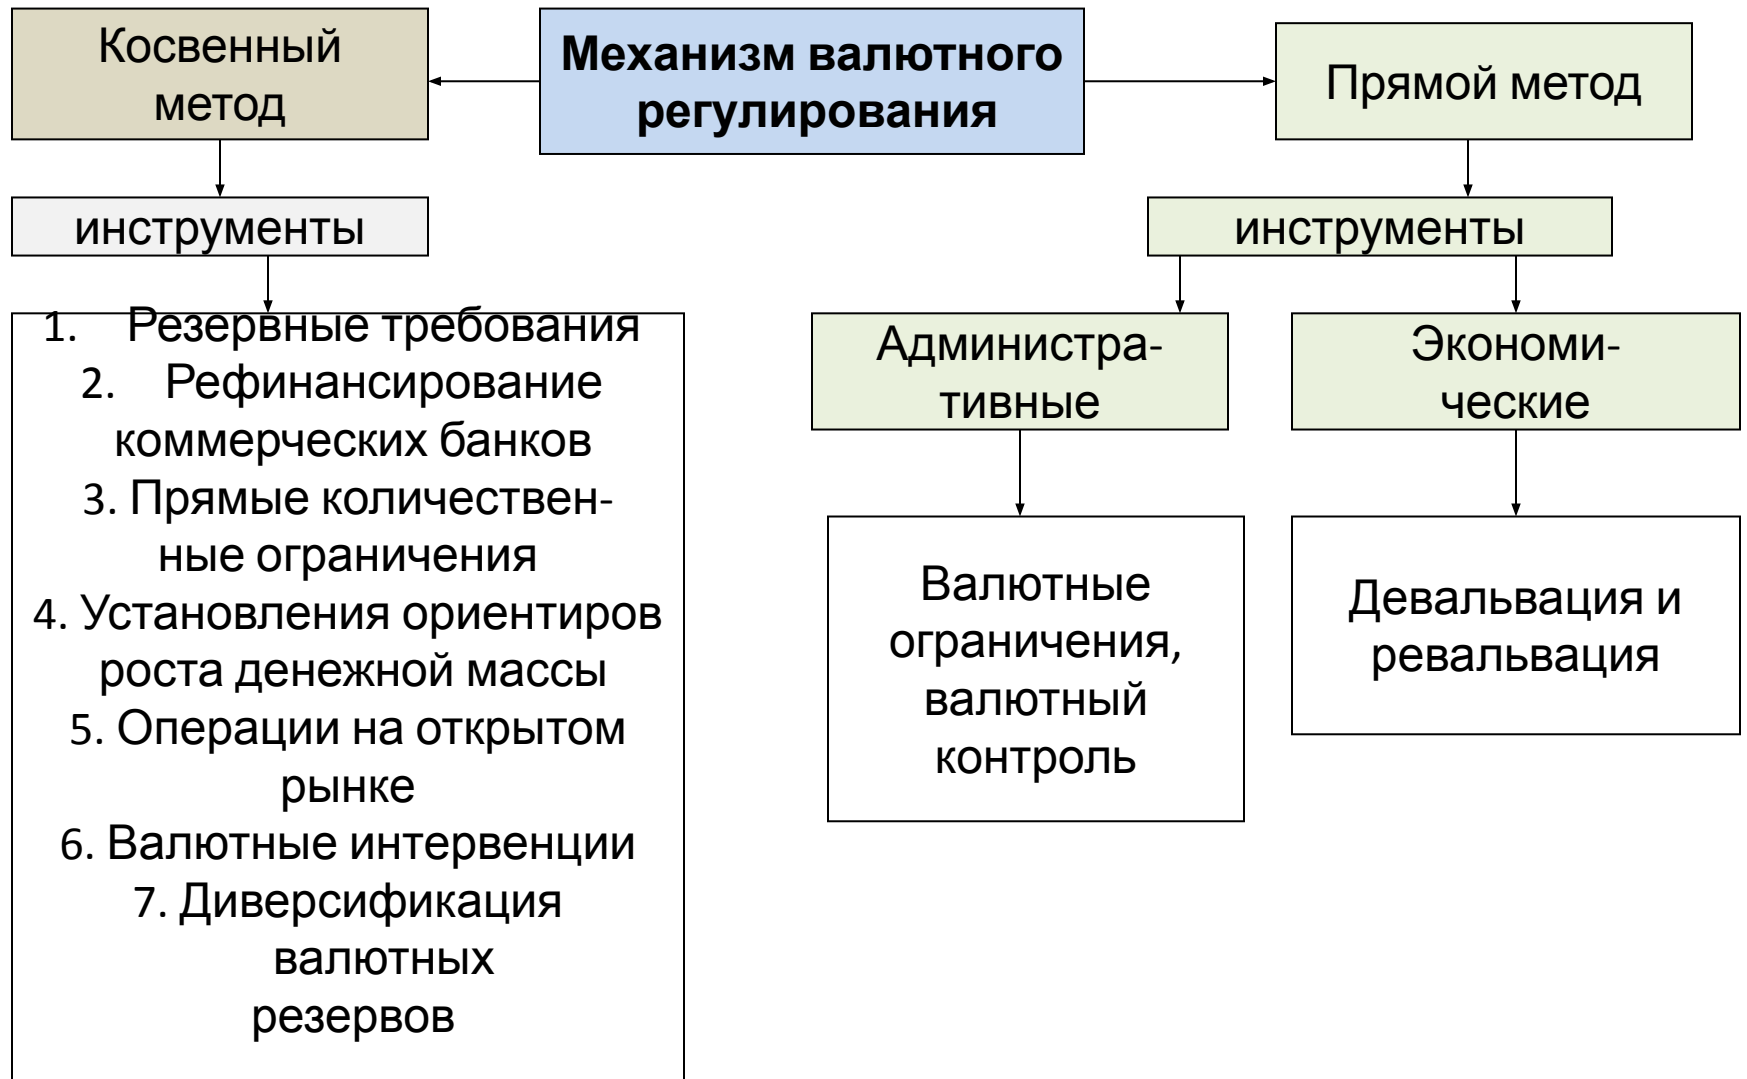 Косвенный
метод
Механизм валютного
регулирования
Прямой метод
инструменты
инструменты
1. Резервные требования
2. Рефинансирование
коммерческих банков
3. Прямые количествен-
ные ограничения
4. Установления ориентиров
роста денежной массы
5. Операции на открытом
рынке
6. Валютные интервенции
7. Диверсификация
валютных
резервов
Администра-
тивные
Экономи-
ческие
Валютные
ограничения,
валютный
контроль
Девальвация и
ревальвация